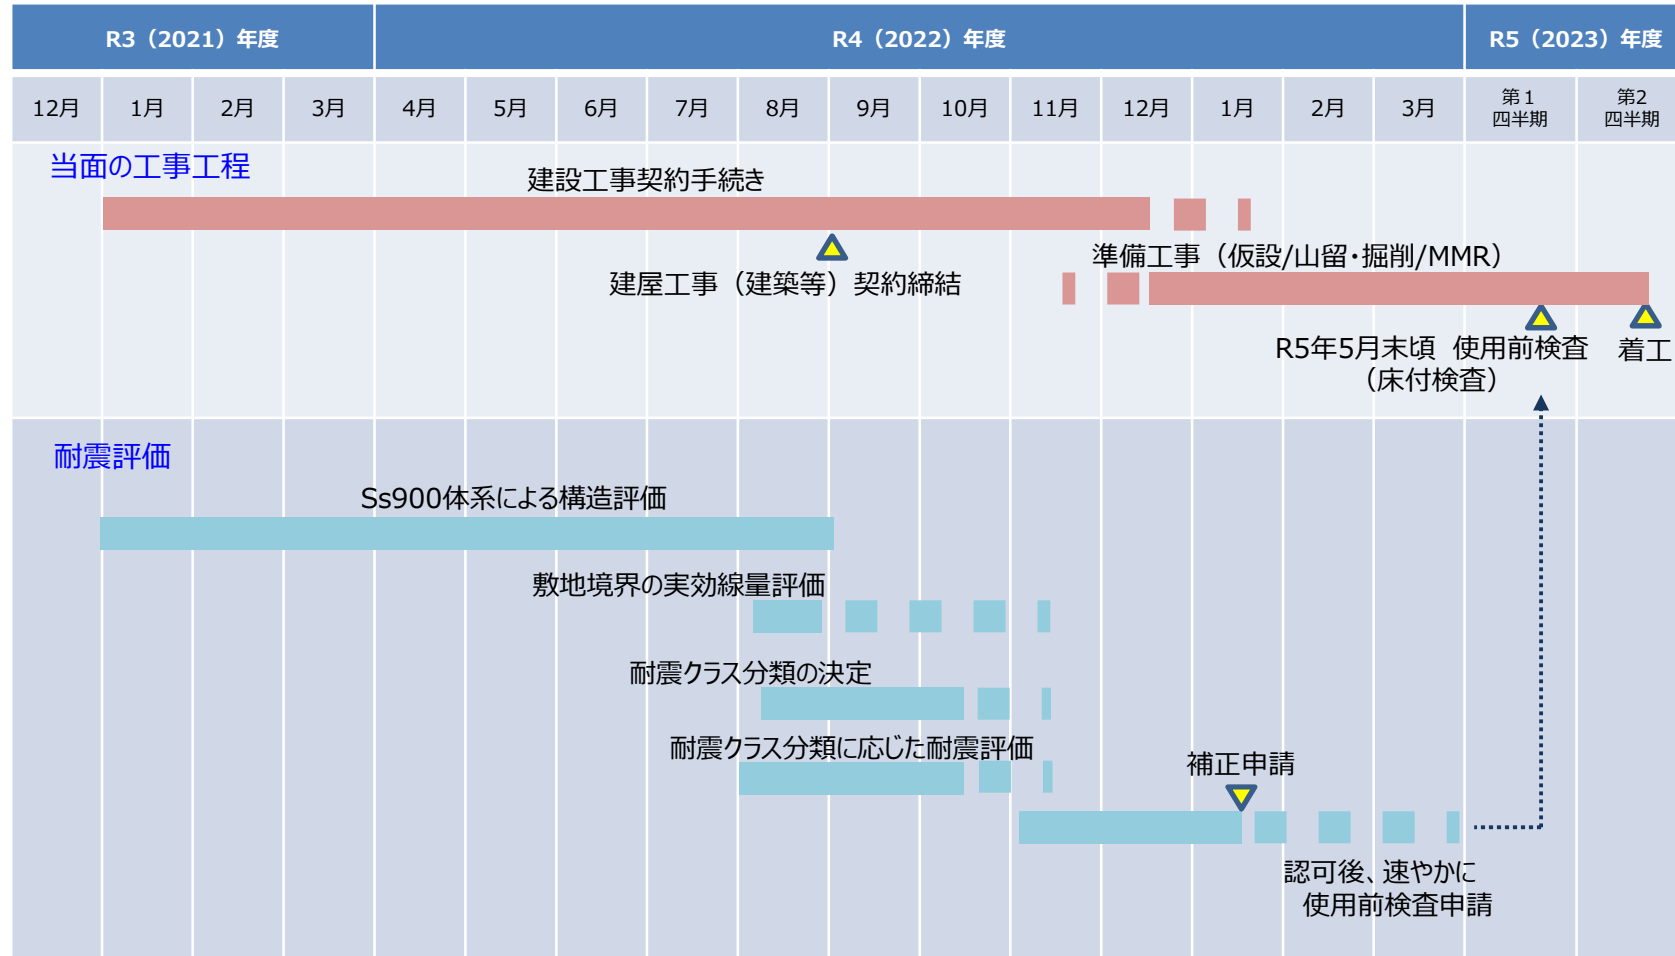 R3（2021）年度
R4（2022）年度
R5（2023）年度
12月
1月
2月
3月
4月
5月
6月
7月
8月
9月
10月
11月
12月
1月
2月
3月
第１
四半期
第2
四半期
当面の工事工程
建設工事契約手続き
準備工事（仮設/山留・掘削/MMR）
建屋工事（建築等）契約締結
R5年5月末頃 使用前検査
（床付検査）
着工
耐震評価
Ss900体系による構造評価
敷地境界の実効線量評価
耐震クラス分類の決定
耐震クラス分類に応じた耐震評価
補正申請
認可後、速やかに
使用前検査申請